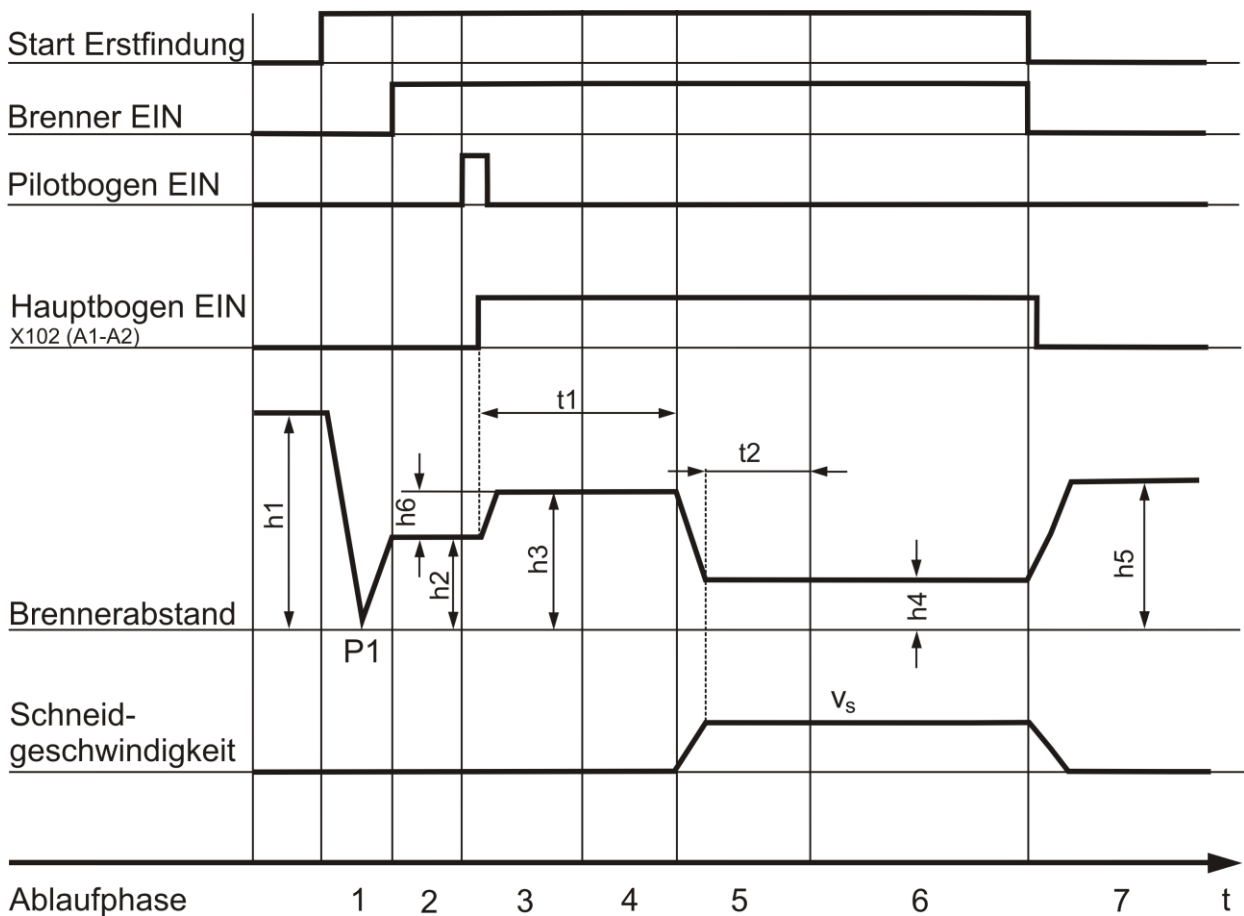 Start Erstfindung
Brenner EIN
Pilotbogen EIN
Hauptbogen EIN
X102 (A1-A2)
t1
t2
h1
h6
h2
h3
h4
h5
Brennerabstand
P1
Schneid-
geschwindigkeit
vs
Ablaufphase 1 2 3 4 5 6 7 t